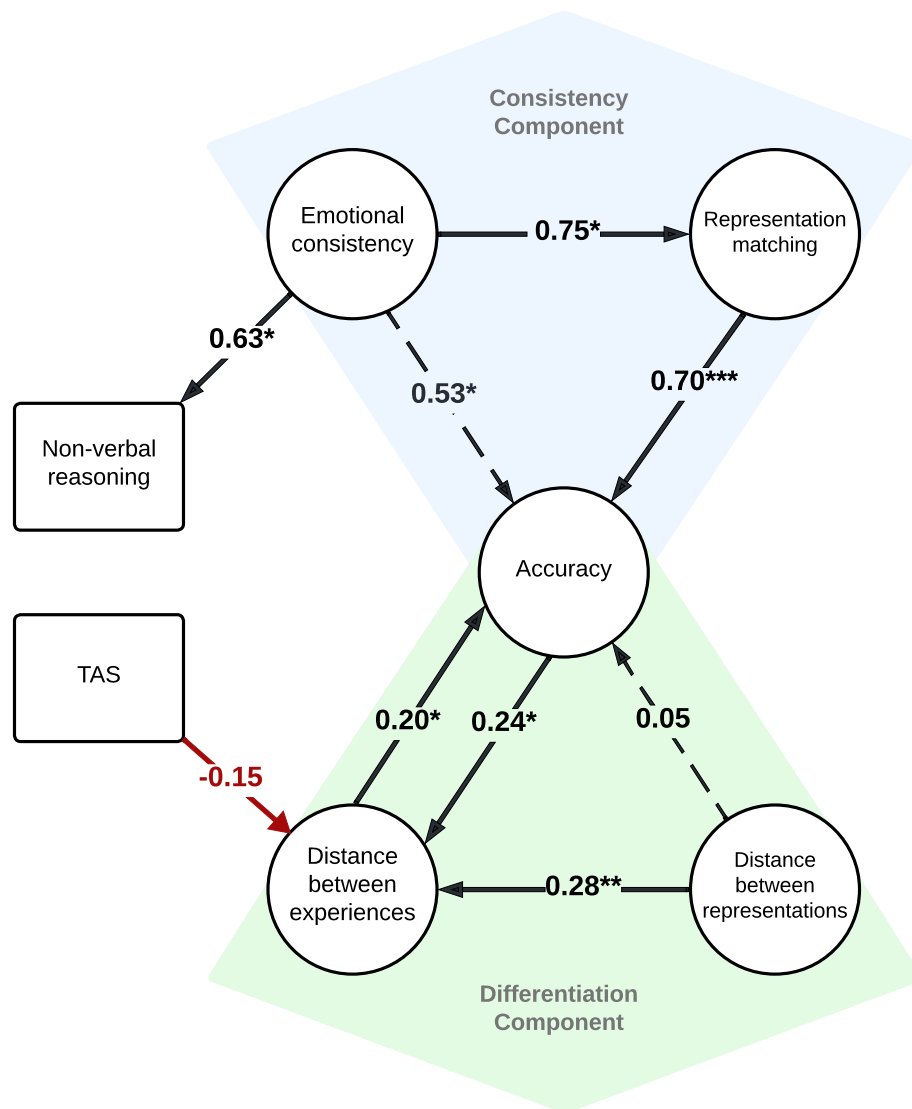 Consistency
Component
Emotional
consistency
0.75*
Representation
matching
0.63*
0.53*
0.70***
Non-verbal
reasoning
Accuracy
TAS
0.20*
0.24*
0.05
-0.15
Distance
between
experiences
0.28**
Distance
between
representations
Differentiation
Component